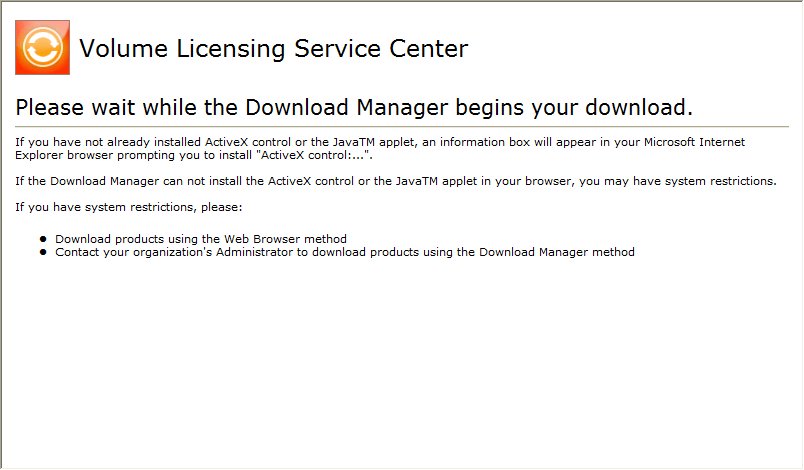 Volume Licensing Service Center
Please wait while the Download Manager begins your download.
If you have not already installed ActiveX control or the JavaTM applet, an information box will appear in your Microsoft Internet
Explorer browser prompting you to install "ActiveX control:...".
If the Download Manager can not install the ActiveX control or the JavaTM applet in your browser, you may have system restrictions.
If you have system restrictions, please:
● Download products using the Web Browser method
● Contact your organization's Administrator to download products using the Download Manager method